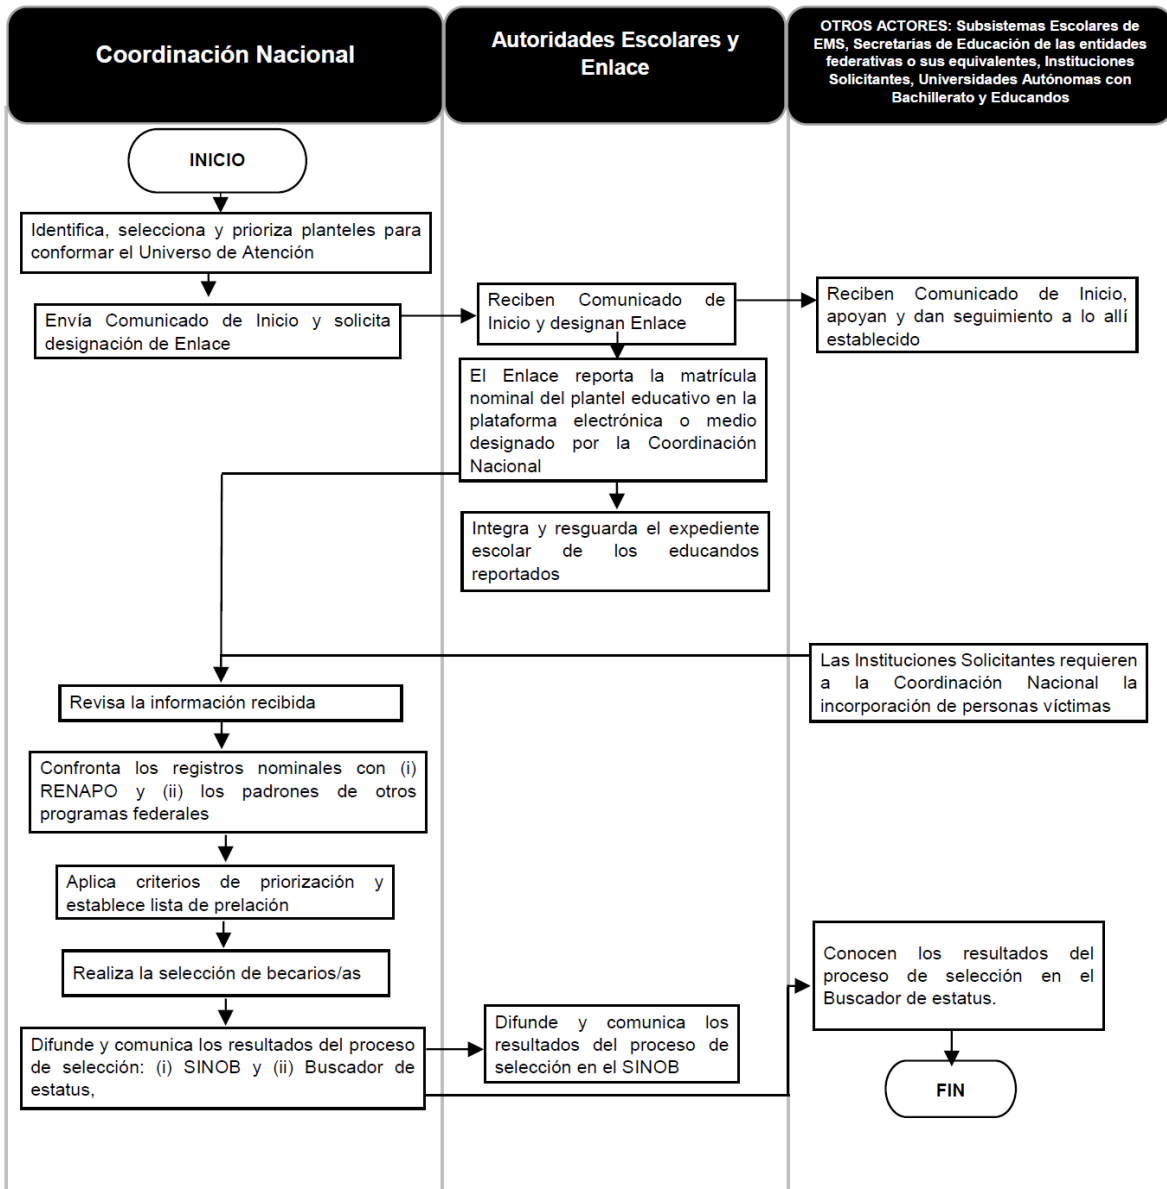 Coordinación Nacional
Autoridades Escolares y
Enlace
OTROS ACTORES: Subsistemas Escolares de
EMS, Secretarías de Educación de las entidades
federativas o sus equivalentes, Instituciones
Solicitantes, Universidades Autónomas con
Bachillerato y Educandos
INICIO
Identifica, selecciona y prioriza planteles para
conformar el Universo de Atención
Envía Comunicado de Inicio y solicita
designación de Enlace
Reciben Comunicado de
Inicio y designan Enlace
Reciben Comunicado de Inicio,
apoyan y dan seguimiento a lo allí
establecido
El Enlace reporta la matrícula
nominal del plantel educativo en la
plataforma electrónica o medio
designado por la Coordinación
Nacional
Integra y resguarda el expediente
escolar de los educandos
reportados
Las Instituciones Solicitantes requieren
a la Coordinación Nacional la
incorporación de personas víctimas
Revisa la información recibida
Confronta los registros nominales con (i)
RENAPO y (ii) los padrones de otros
programas federales
Aplica criterios de priorización y
establece lista de prelación
Realiza la selección de becarios/as
Difunde y comunica los resultados del proceso
de selección: (i) SINOB y (ii) Buscador de
estatus,
Difunde y comunica los
resultados del proceso de
selección en el SINOB
Conocen los resultados del
proceso de selección en el
Buscador de estatus.
FIN